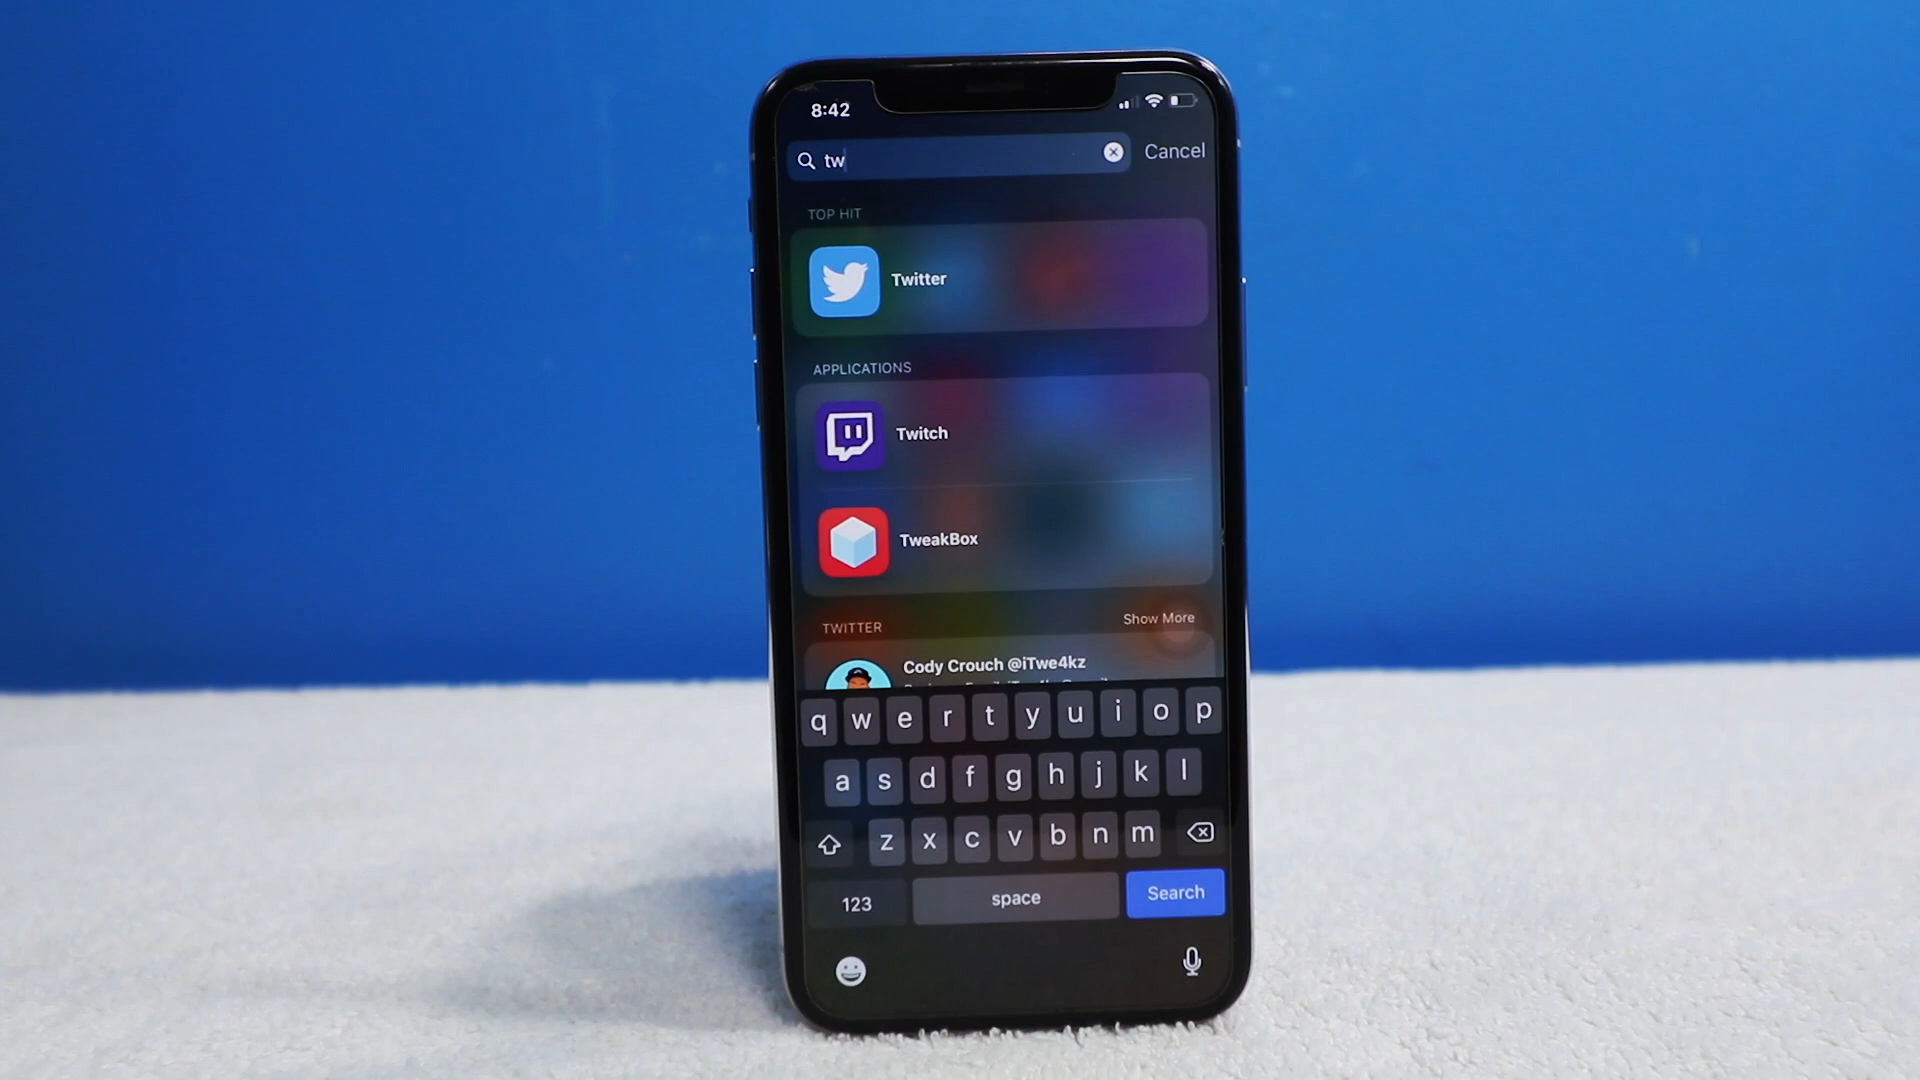 8:42
tw
Cancel
TOP HIT
Twitter
APPLICATIONS
Twitch
TweakBox
TWITTER
Show More
Cody Crouch @iTwe4kz
q w e r t y u i o p
a s d f g h j k l
z x c v b n m
123
space
Search